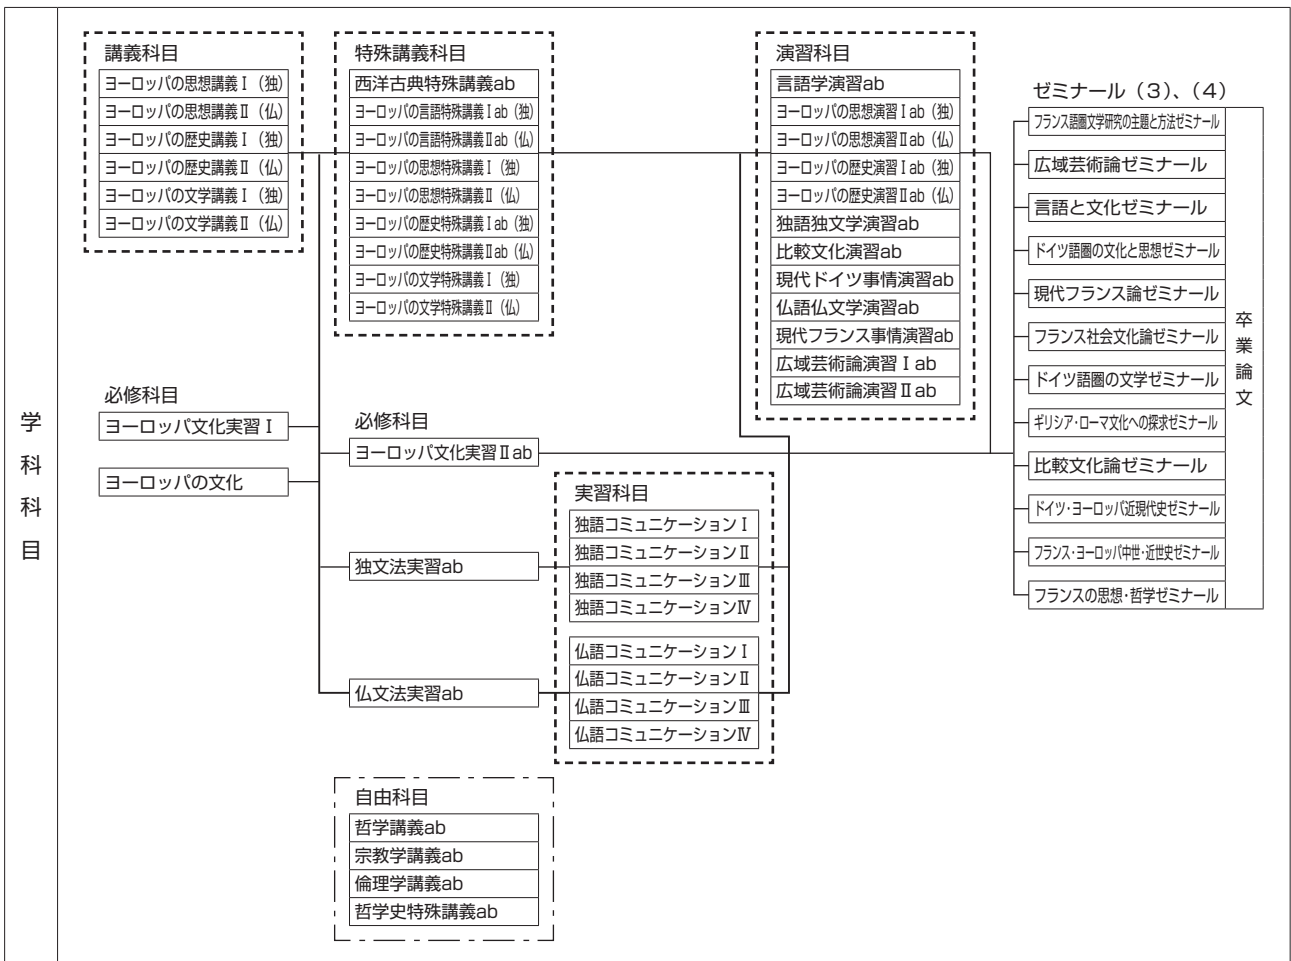 学科科目
講義科目
ヨーロッパの思想講義Ⅰ（独）
ヨーロッパの思想講義Ⅱ（仏）
ヨーロッパの歴史講義Ⅰ（独）
ヨーロッパの歴史講義Ⅱ（仏）
ヨーロッパの文学講義Ⅰ（独）
ヨーロッパの文学講義Ⅱ（仏）
必修科目
ヨーロッパ文化実習Ⅰ
ヨーロッパの文化
特殊講義科目
西洋古典特殊講義ab
ヨーロッパの言語特殊講義Ⅰab（独）
ヨーロッパの言語特殊講義Ⅱab（仏）
ヨーロッパの思想特殊講義Ⅰ（独）
ヨーロッパの思想特殊講義Ⅱ（仏）
ヨーロッパの歴史特殊講義Ⅰab（独）
ヨーロッパの歴史特殊講義Ⅱab（仏）
ヨーロッパの文学特殊講義Ⅰ（独）
ヨーロッパの文学特殊講義Ⅱ（仏）
必修科目
ヨーロッパ文化実習Ⅱab
独文法実習ab
仏文法実習ab
自由科目
哲学講義ab
宗教学講義ab
倫理学講義ab
哲学史特殊講義ab
実習科目
独語コミュニケーションⅠ
独語コミュニケーションⅡ
独語コミュニケーションⅢ
独語コミュニケーションⅣ
仏語コミュニケーションⅠ
仏語コミュニケーションⅡ
仏語コミュニケーションⅢ
仏語コミュニケーションⅣ
演習科目
言語学演習ab
ヨーロッパの思想演習Ⅰab（独）
ヨーロッパの思想演習Ⅱab（仏）
ヨーロッパの歴史演習Ⅰab（独）
ヨーロッパの歴史演習Ⅱab（仏）
独語独文学演習ab
比較文化演習ab
現代ドイツ事情演習ab
仏語仏文学演習ab
現代フランス事情演習ab
広域芸術論演習Ⅰab
広域芸術論演習Ⅱab
ゼミナール（3）、（4）
フランス語圏文学研究の主題と方法ゼミナール
広域芸術論ゼミナール
言語と文化ゼミナール
ドイツ語圏の文化と思想ゼミナール
現代フランス論ゼミナール
フランス社会文化論ゼミナール
ドイツ語圏の文学ゼミナール
ギリシア・ローマ文化への探求ゼミナール
比較文化論ゼミナール
ドイツ・ヨーロッパ近現代史ゼミナール
フランス・ヨーロッパ中世・近世史ゼミナール
フランスの思想・哲学ゼミナール
卒業論文